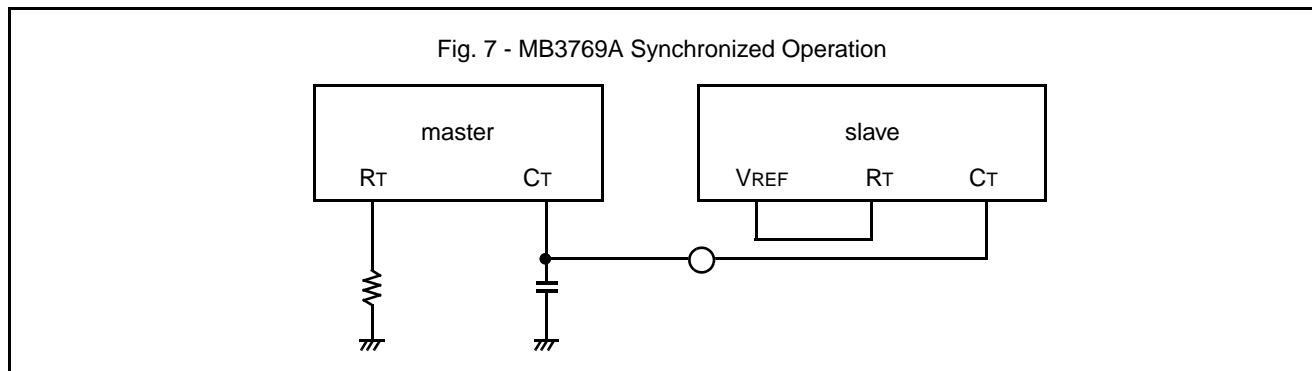 Fig. 7 - MB3769A Synchronized Operation
master
slave
RT
CT
VREF
RT
CT